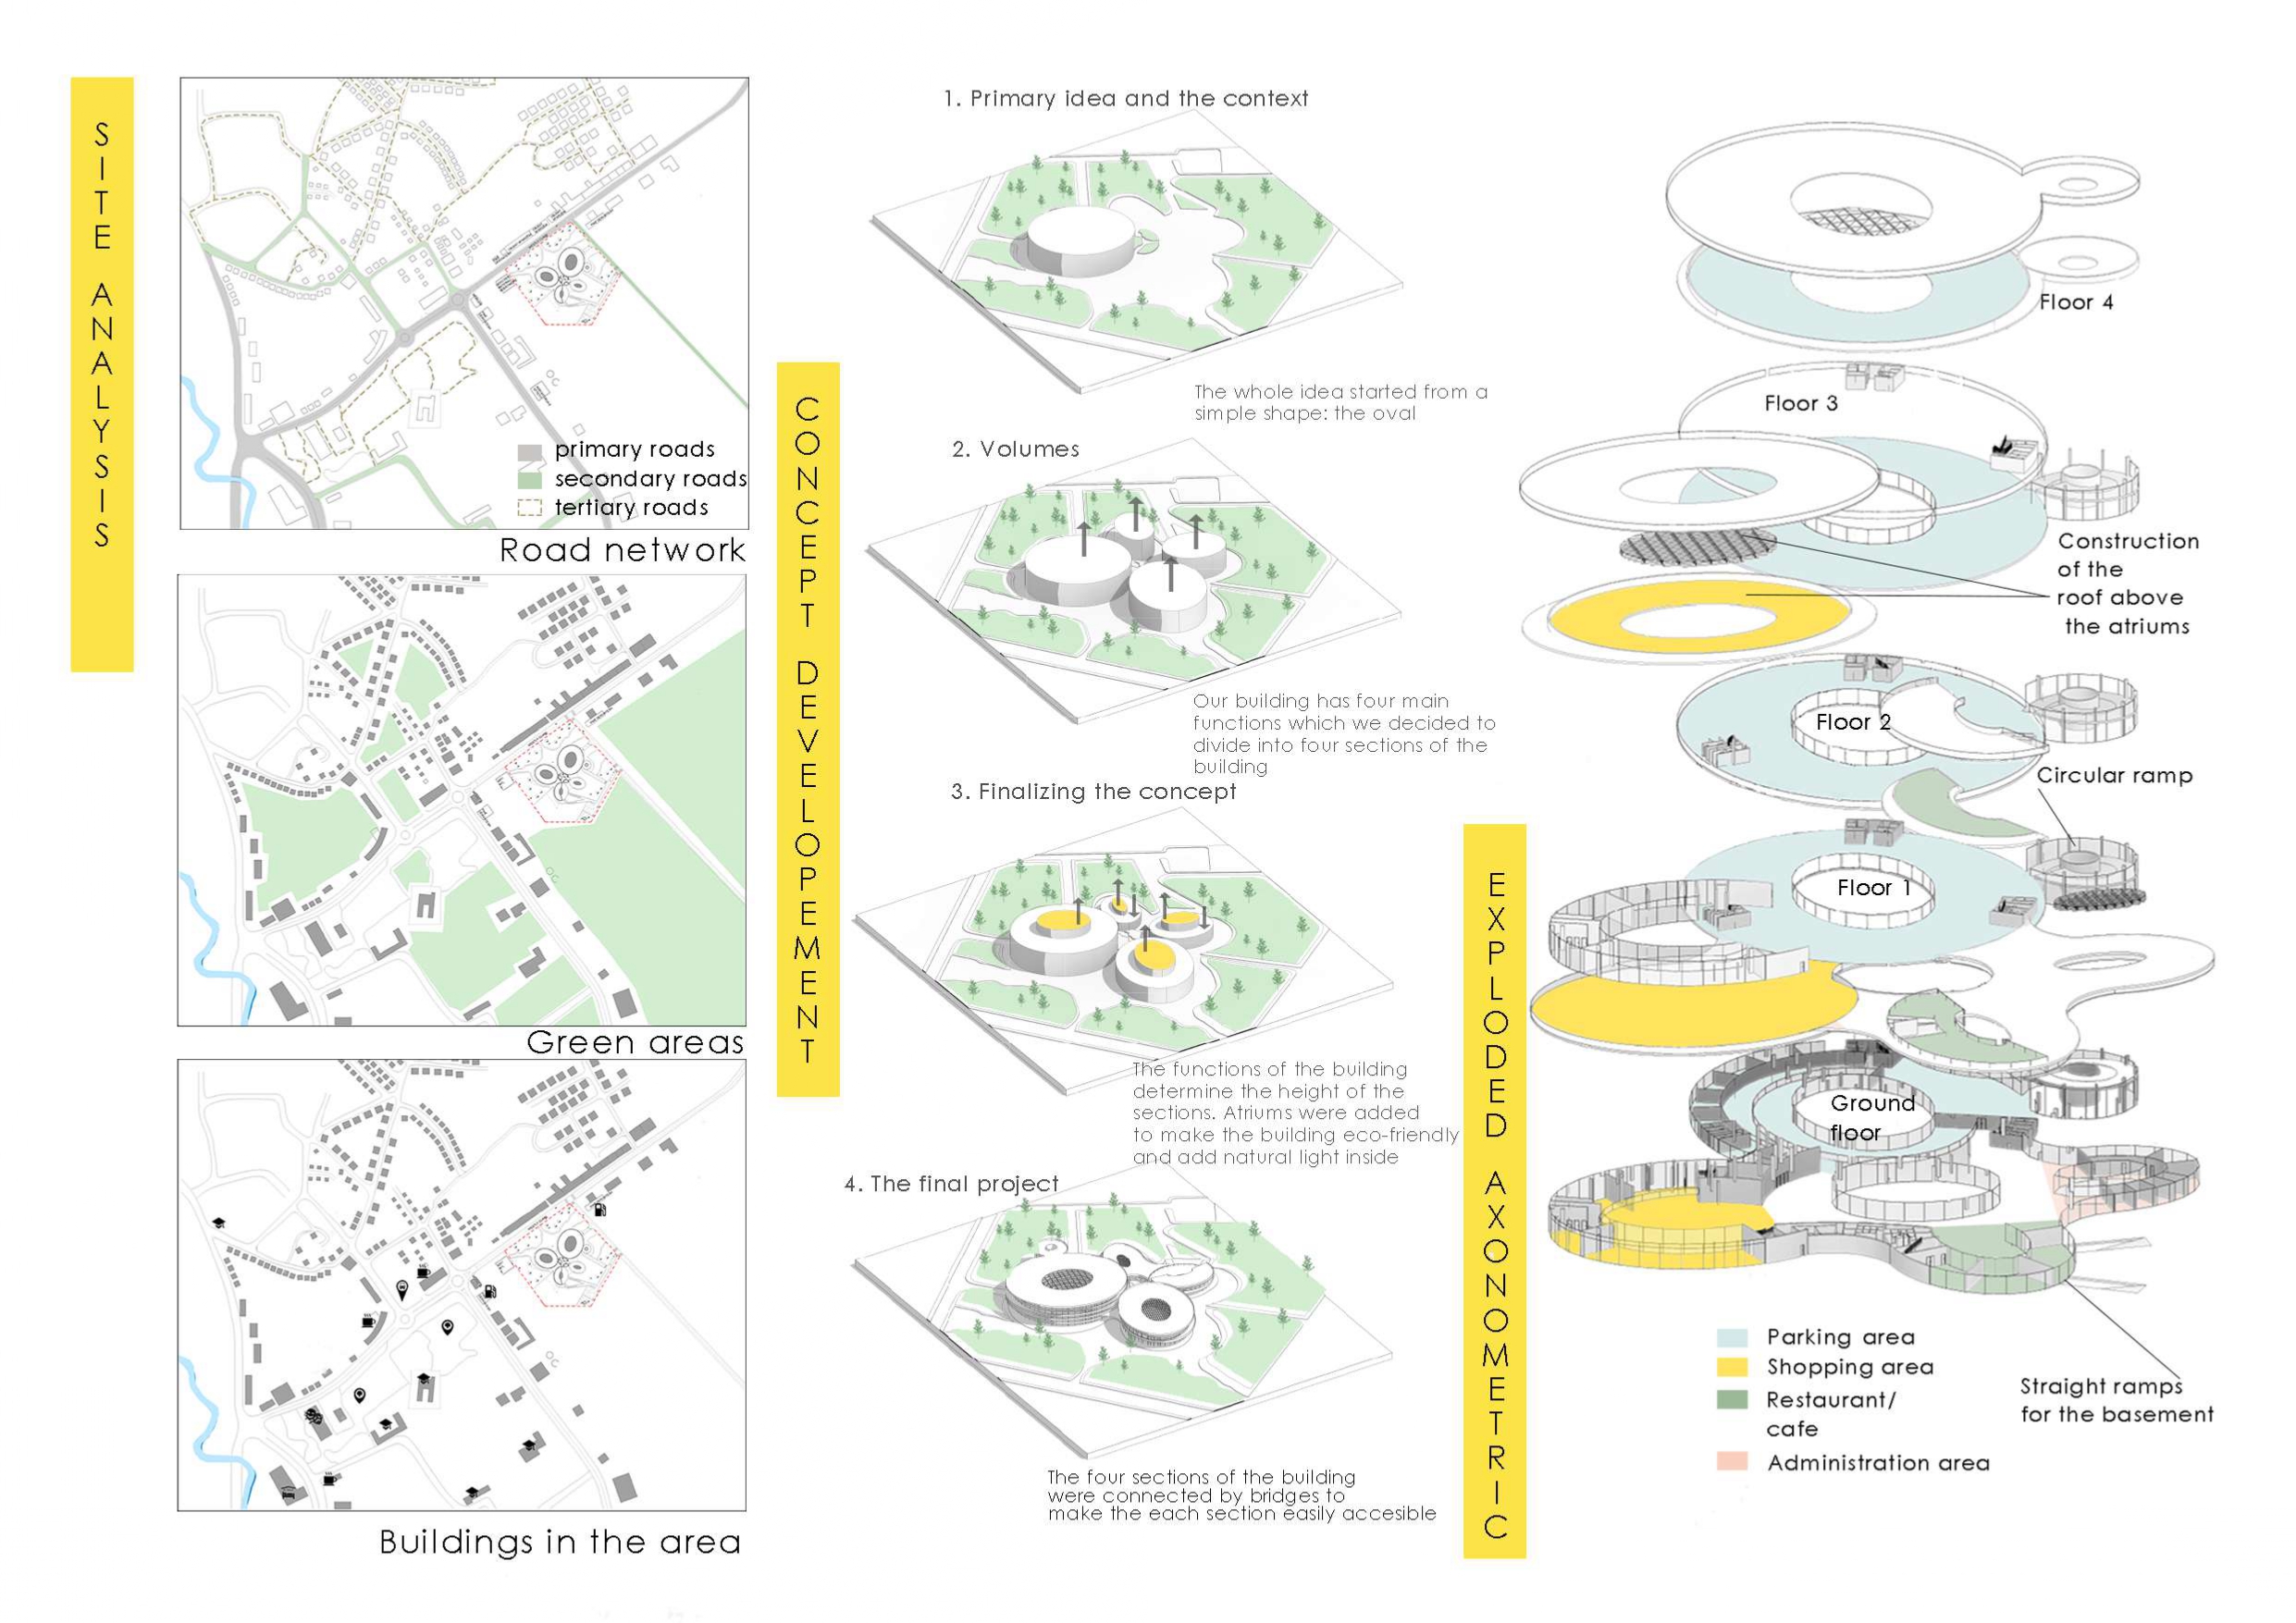 SITE ANALYSIS
primary roads
secondary roads
tertiary roads
Road network
Green areas
Buildings in the area
CONCEPT DEVELOPEMENT
1. Primary idea and the context
The whole idea started from a
simple shape: the oval
2. Volumes
Our building has four main
functions which we decided to
divide into four sections of the
building
3. Finalizing the concept
The functions of the building
determine the height of the
sections. Atriums were added
to make the building eco-friendly
and add natural light inside
4. The final project
The four sections of the building
were connected by bridges to
make the each section easily accesible
EXPLODED AXONOMETRIC
Floor 4
Floor 3
Construction
of the
roof above
the atriums
Floor 2
Circular ramp
Floor 1
Ground
floor
Parking area
Shopping area
Restaurant/
cafe
Administration area
Straight ramps
for the basement